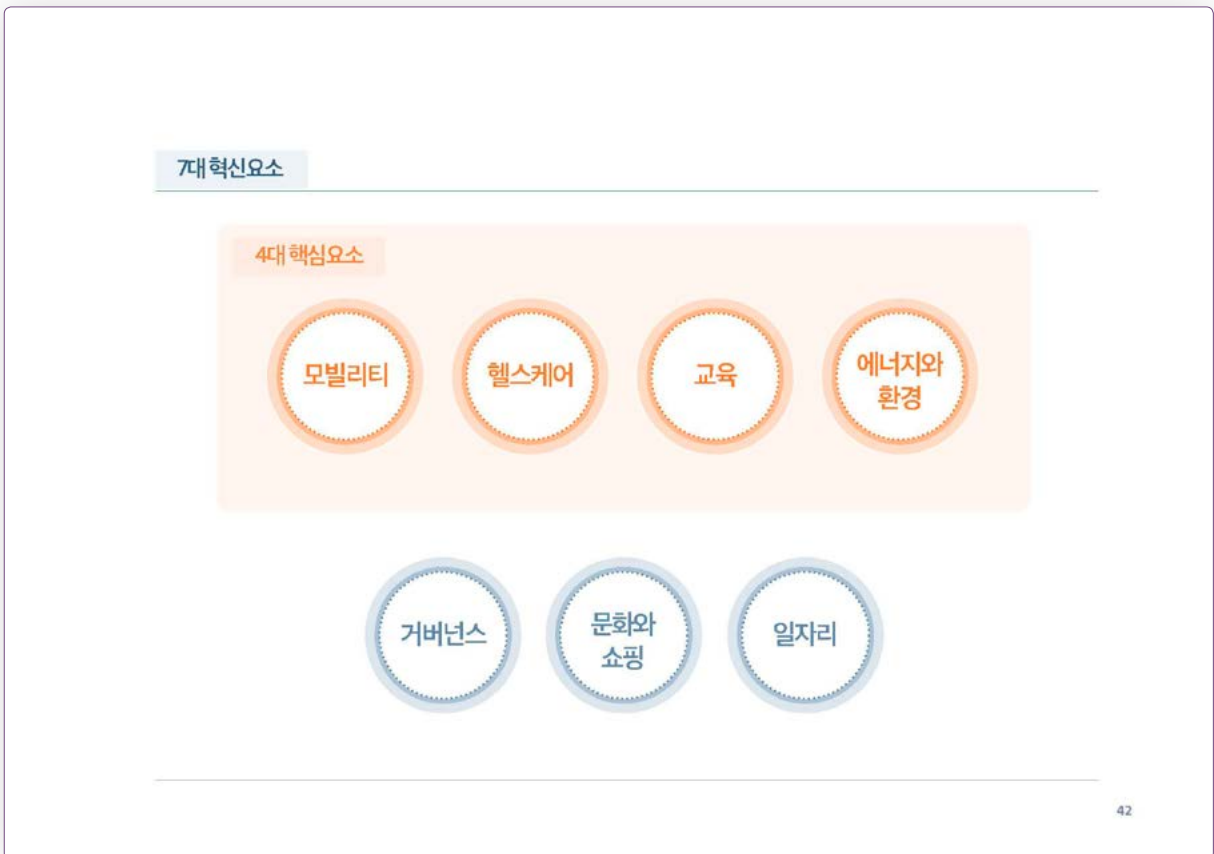 7대 혁신요소
4대 핵심요소
모빌리티
헬스케어
교육
에너지와
환경
거버넌스
문화와
쇼핑
일자리
42